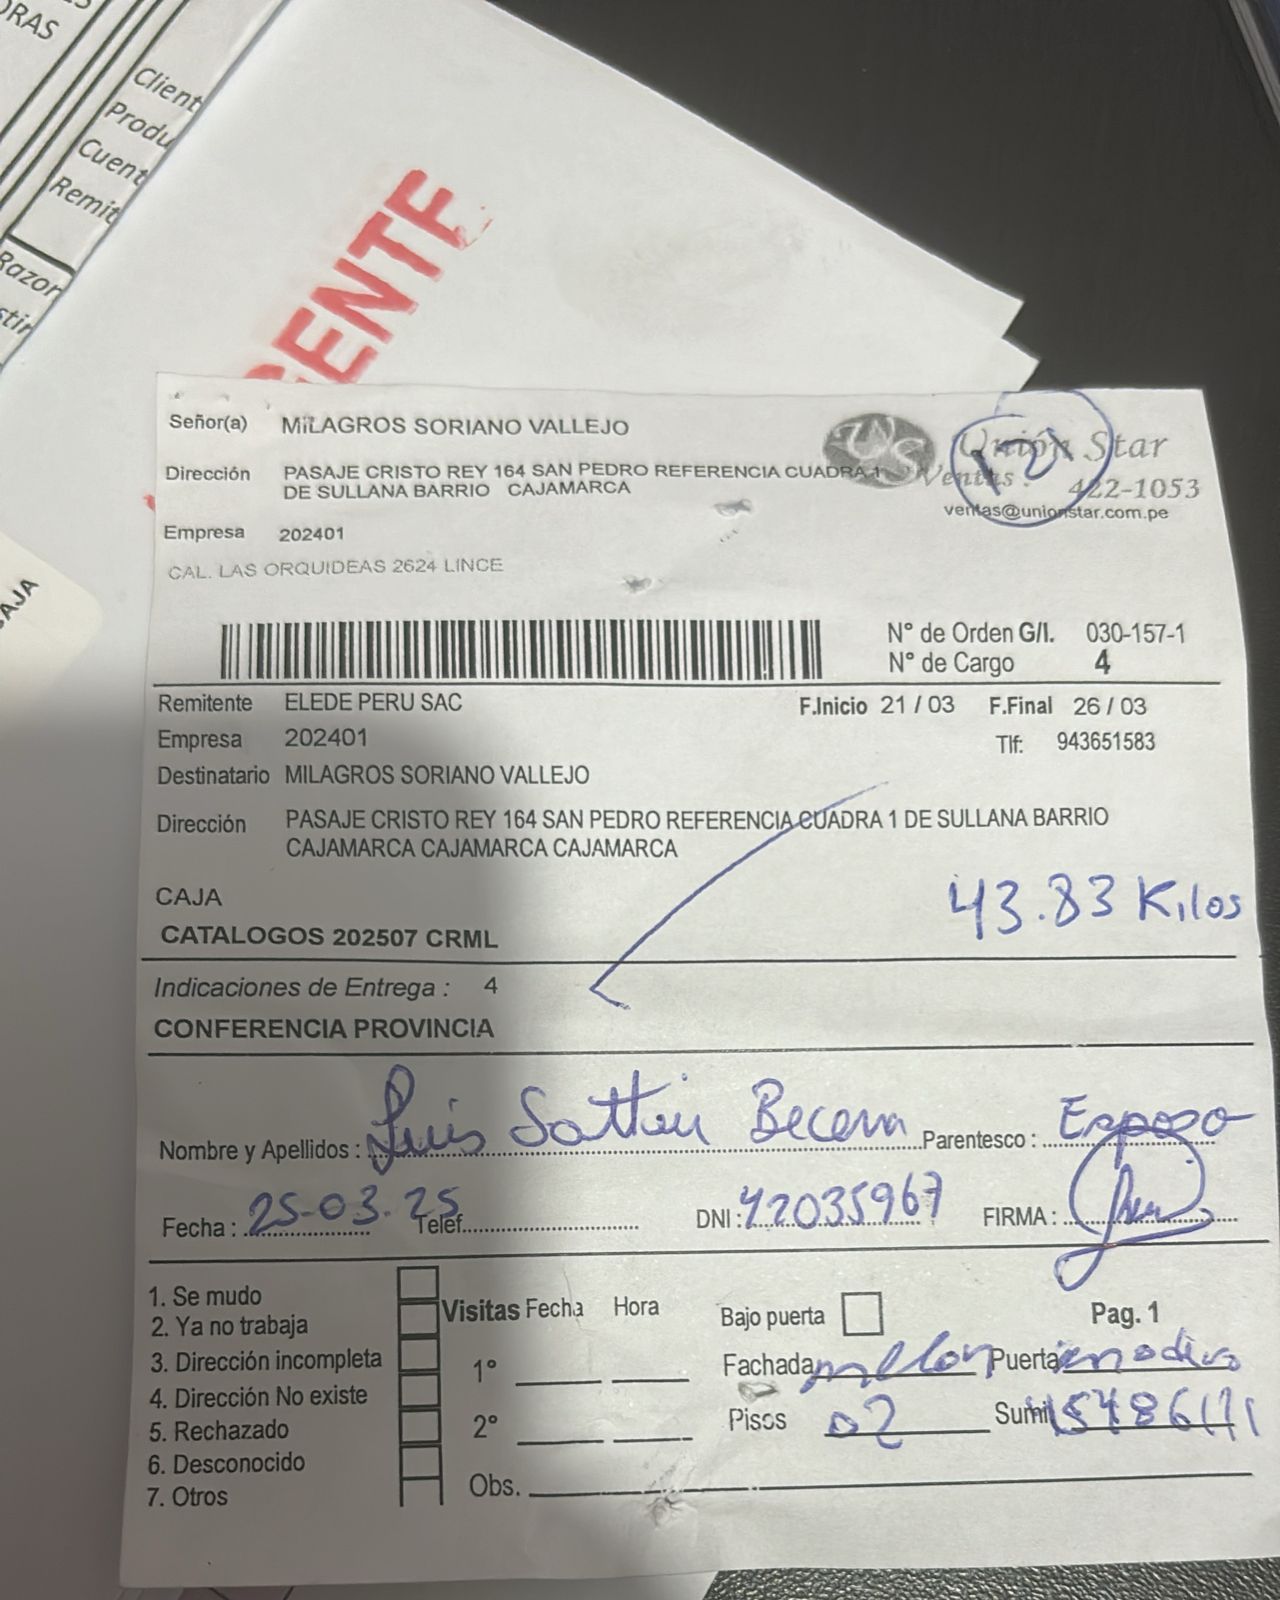 ORAS
Client
Produ
Cuent
Remit
Razon
ENTE
AJA
Señor(a) MILAGROS SORIANO VALLEJO
Unión Star
Dirección PASAJE CRISTO REY 164 SAN PEDRO REFERENCIA CUADRA 1
DE SULLANA BARRIO CAJAMARCA
Ventas: 422-1053
ventas@unionstar.com.pe
Empresa 202401
CAL. LAS ORQUIDEAS 2624 LINCE
N° de Orden G/I. 030-157-1
N° de Cargo 4
Remitente ELEDE PERU SAC F.Inicio 21 / 03 F.Final 26 / 03
Empresa 202401 Tlf: 943651583
Destinatario MILAGROS SORIANO VALLEJO
Dirección PASAJE CRISTO REY 164 SAN PEDRO REFERENCIA CUADRA 1 DE SULLANA BARRIO
CAJAMARCA CAJAMARCA CAJAMARCA
CAJA
43.83 Kilos
CATALOGOS 202507 CRML
Indicaciones de Entrega : 4
CONFERENCIA PROVINCIA
Nombre y Apellidos : Luis Becerra Parentesco : Esposo
Fecha : 25-03.25 Telef. DNI : 42035967 FIRMA :
1. Se mudo
2. Ya no trabaja
3. Dirección incompleta
4. Dirección No existe
5. Rechazado
6. Desconocido
7. Otros
Visitas Fecha Hora
1°
2°
Obs.
Bajo puerta Pag. 1
Fachada Puerta
Pisos 02 Sumi